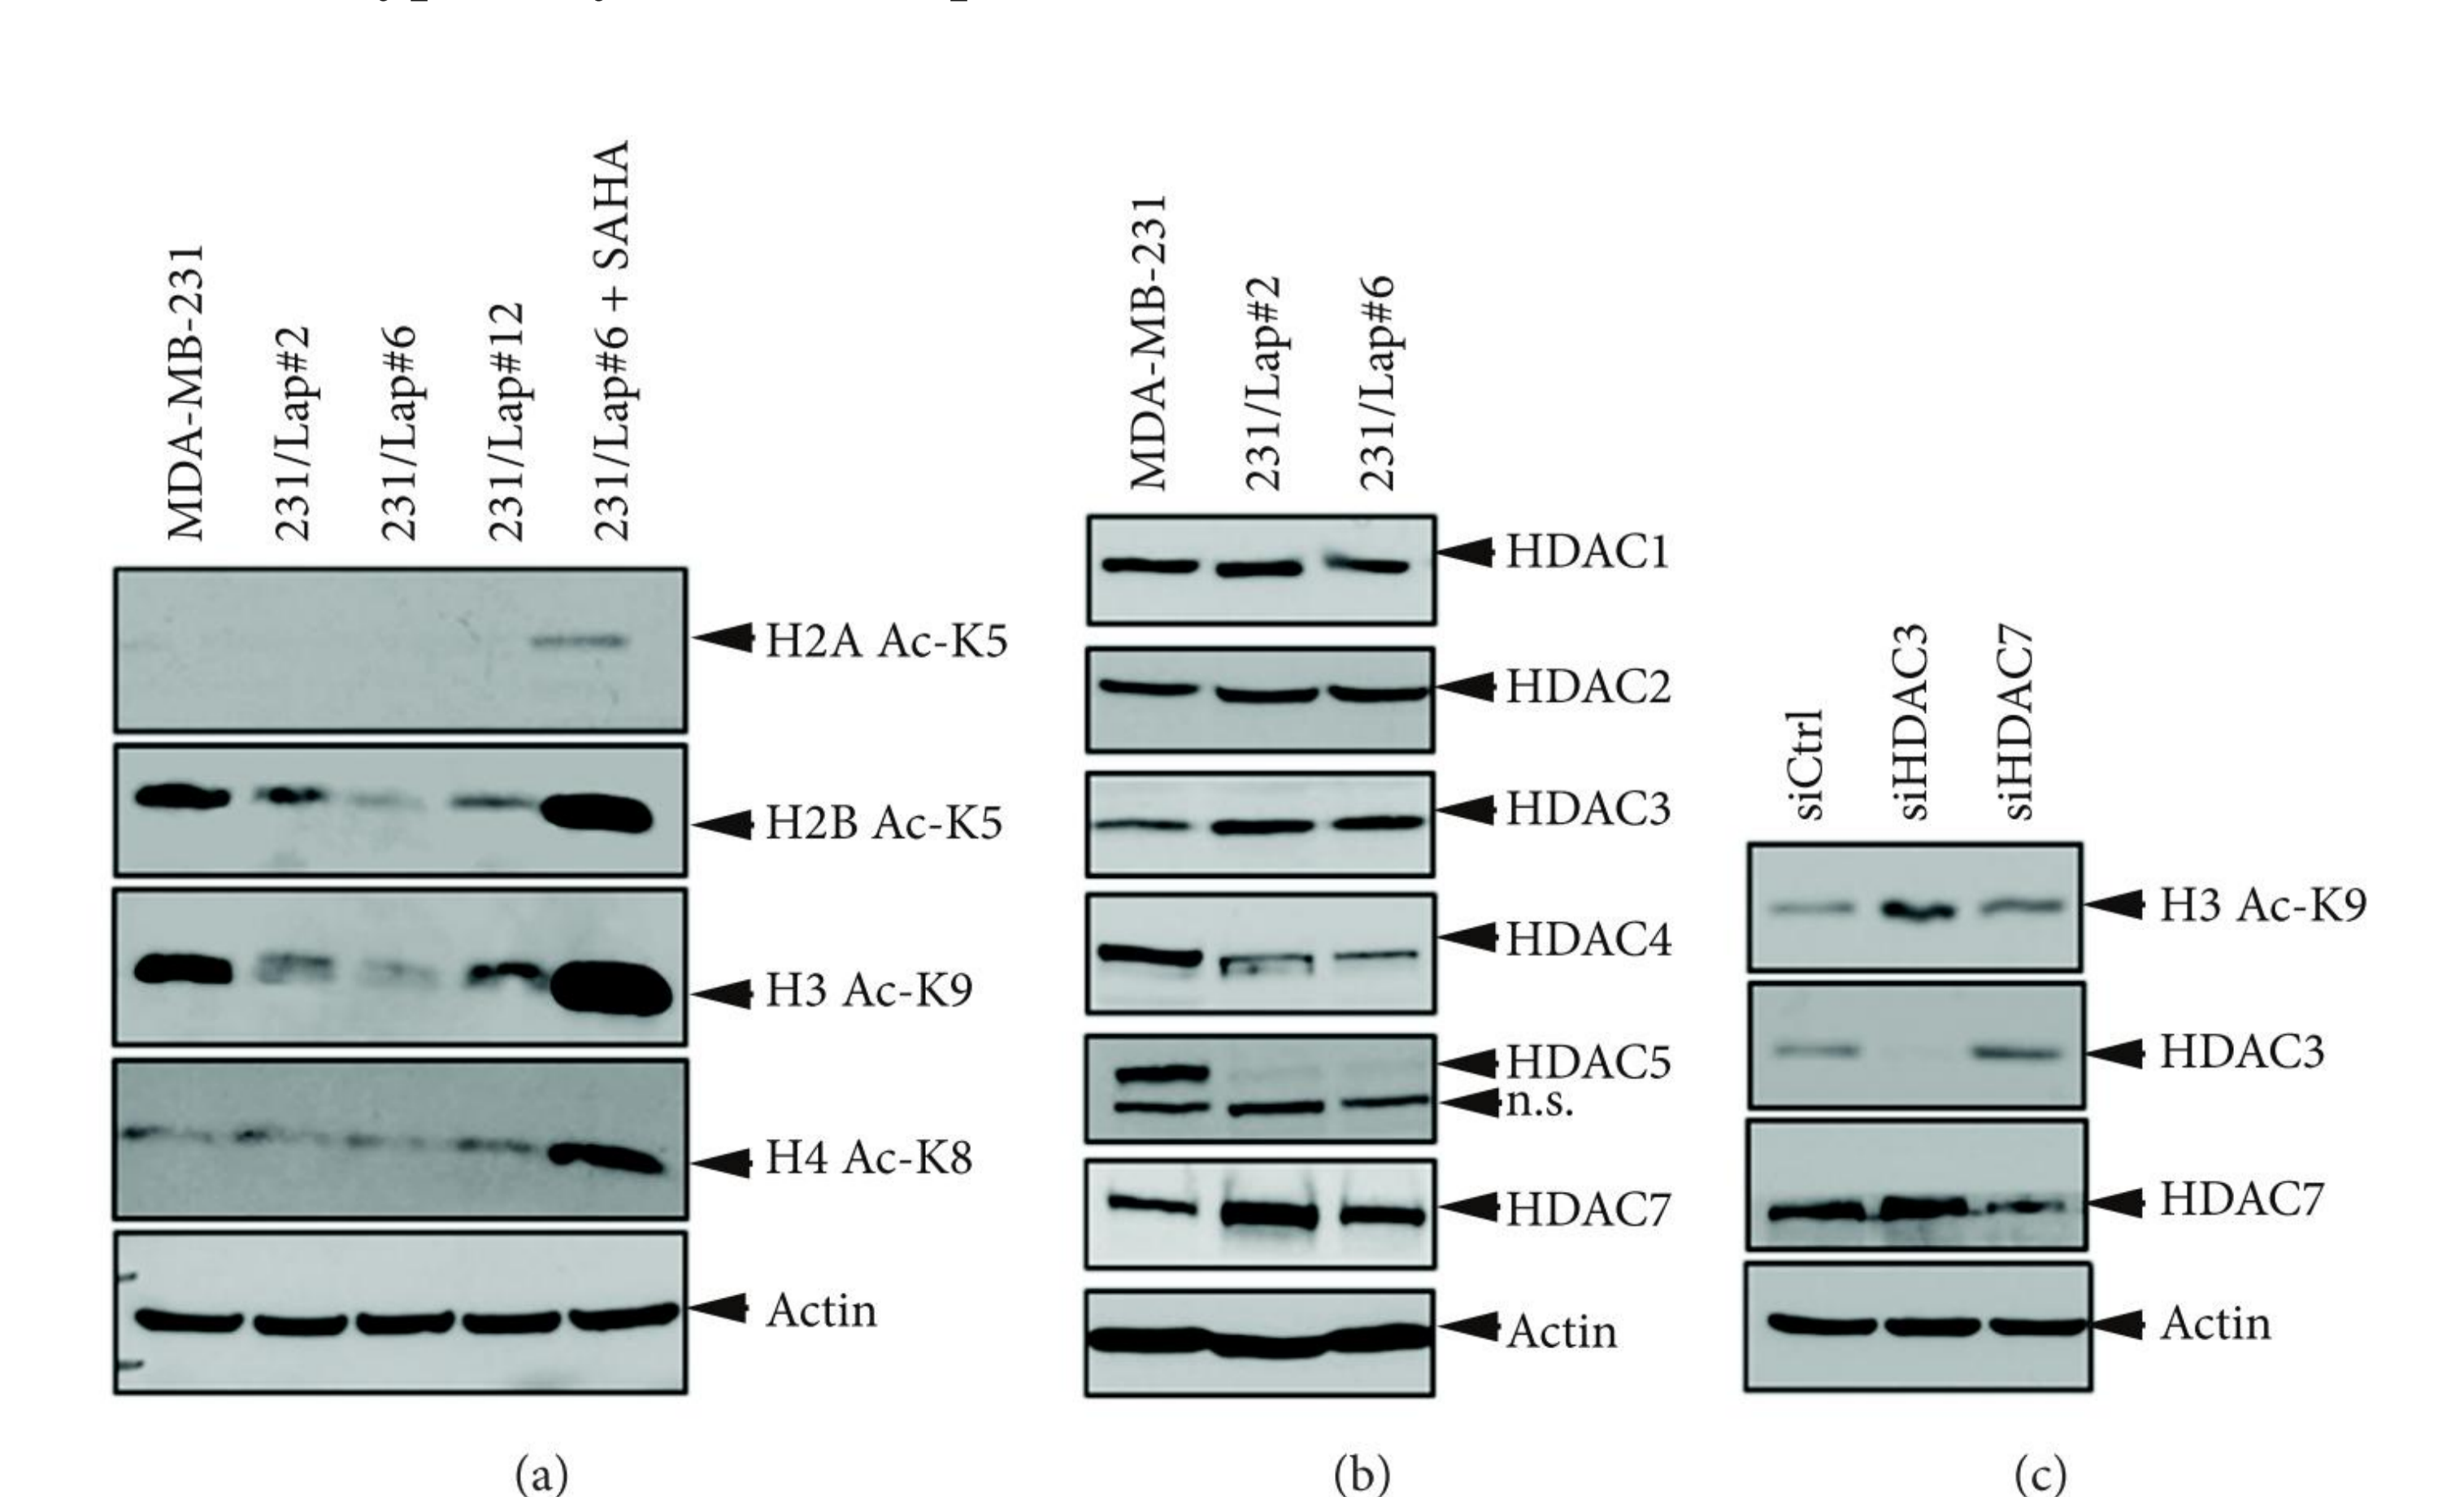 MDA-MB-231
231/Lap#2
231/Lap#6
231/Lap#12
231/Lap#6 + SAHA
H2A Ac-K5
H2B Ac-K5
H3 Ac-K9
H4 Ac-K8
Actin
(a)
MDA-MB-231
231/Lap#2
231/Lap#6
HDAC1
HDAC2
HDAC3
HDAC4
HDAC5
n.s.
HDAC7
Actin
(b)
siCtrl
siHDAC3
siHDAC7
H3 Ac-K9
HDAC3
HDAC7
Actin
(c)